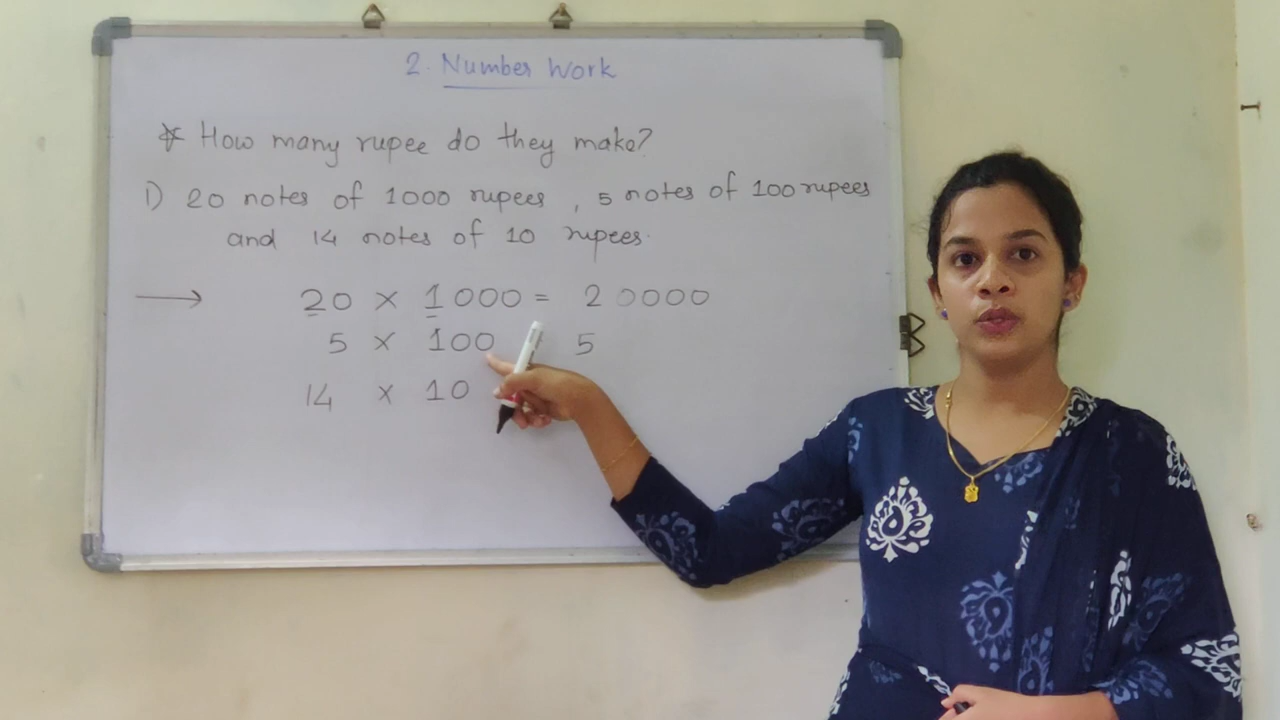 2. Number Work
* How many rupee do they make?
1) 20 notes of 1000 rupees , 5 notes of 100 rupees
and 14 notes of 10 rupees.
→ 20 × 1000 = 20000
5 × 100 5
14 × 10